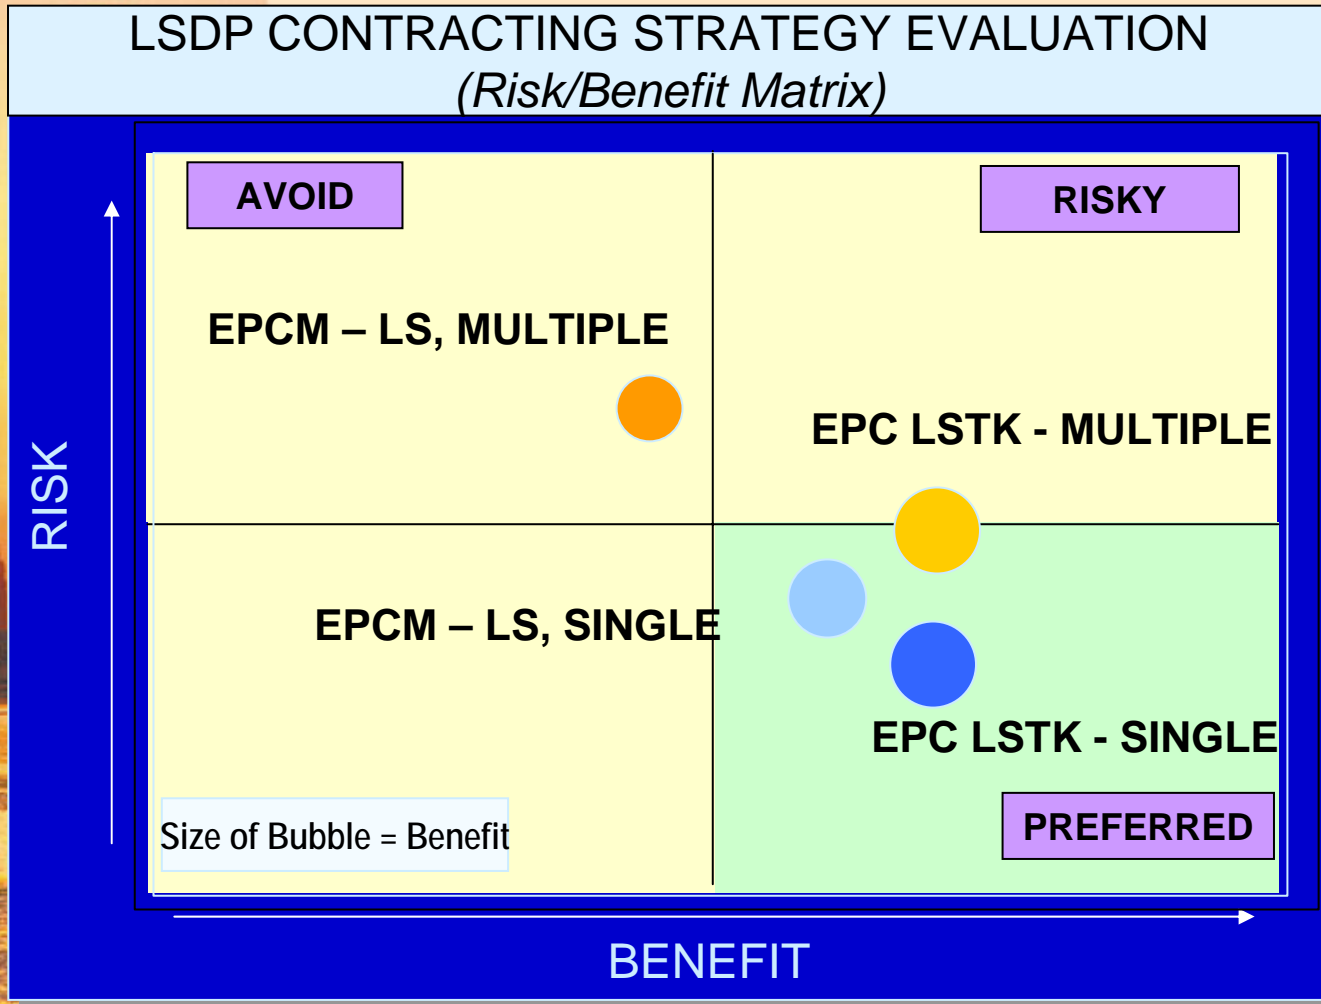 LSDP CONTRACTING STRATEGY EVALUATION
(Risk/Benefit Matrix)
AVOID
RISKY
EPCM – LS, MULTIPLE
EPC LSTK - MULTIPLE
RISK
EPCM – LS, SINGLE
EPC LSTK - SINGLE
Size of Bubble = Benefit
PREFERRED
BENEFIT